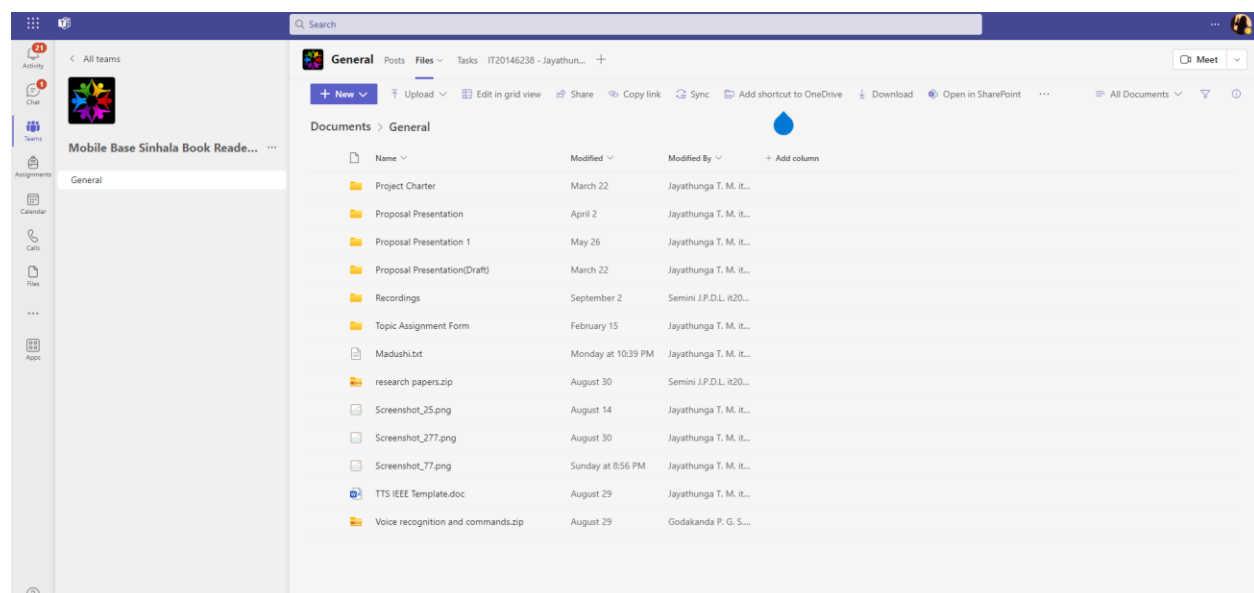 Search
21
Activity
Chat
Teams
Assignments
Calendar
Calls
Files
Apps
All teams
Mobile Base Sinhala Book Reade...
General
General Posts Files Tasks IT20146238 - Jayathun...
Meet
New Upload Edit in grid view Share Copy link Sync Add shortcut to OneDrive Download Open in SharePoint ... All Documents
Documents > General
Name Modified Modified By + Add column
Project Charter March 22 Jayathunga T. M. it...
Proposal Presentation April 2 Jayathunga T. M. it...
Proposal Presentation 1 May 26 Jayathunga T. M. it...
Proposal Presentation(Draft) March 22 Jayathunga T. M. it...
Recordings September 2 Semini J.P.D.L. it20...
Topic Assignment Form February 15 Jayathunga T. M. it...
Madushi.txt Monday at 10:39 PM Jayathunga T. M. it...
research papers.zip August 30 Semini J.P.D.L. it20...
Screenshot_25.png August 14 Jayathunga T. M. it...
Screenshot_277.png August 30 Jayathunga T. M. it...
Screenshot_77.png Sunday at 8:56 PM Jayathunga T. M. it...
TTS IEEE Template.doc August 29 Jayathunga T. M. it...
Voice recognition and commands.zip August 29 Godakanda P. G. S....